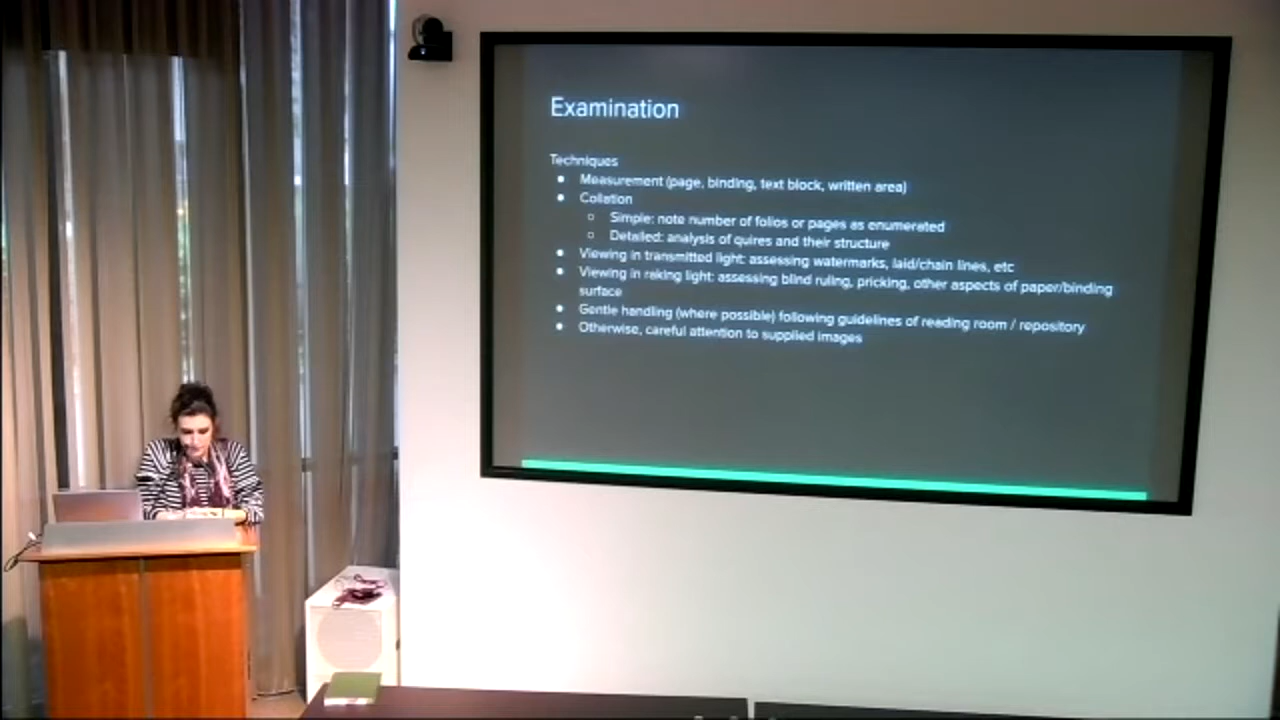 Examination
Techniques
● Measurement (page, binding, text block, written area)
● Collation
○ Simple: note number of folios or pages as enumerated
○ Detailed: analysis of quires and their structure
● Viewing in transmitted light: assessing watermarks, laid/chain lines, etc
● Viewing in raking light: assessing blind ruling, pricking, other aspects of paper/binding
surface
● Gentle handling (where possible) following guidelines of reading room / repository
● Otherwise, careful attention to supplied images